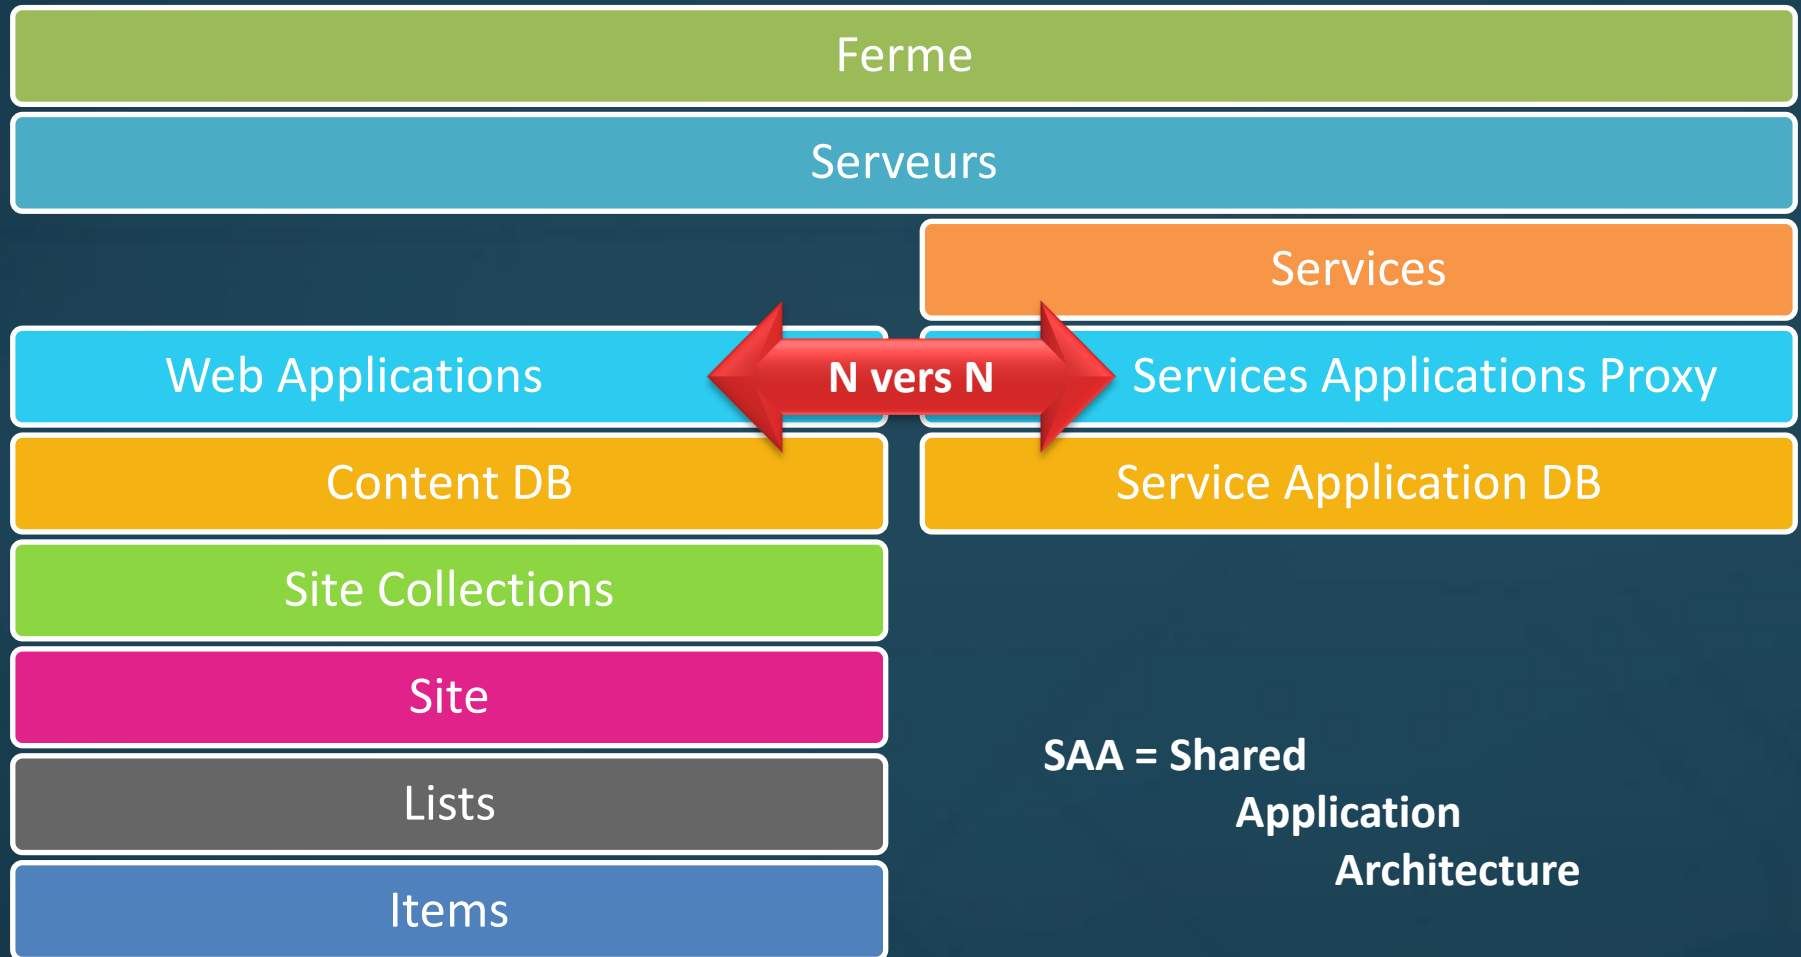 Ferme
Serveurs
Services
Web Applications
N vers N
Services Applications Proxy
Content DB
Service Application DB
Site Collections
Site
Lists
Items
SAA = Shared
Application
Architecture